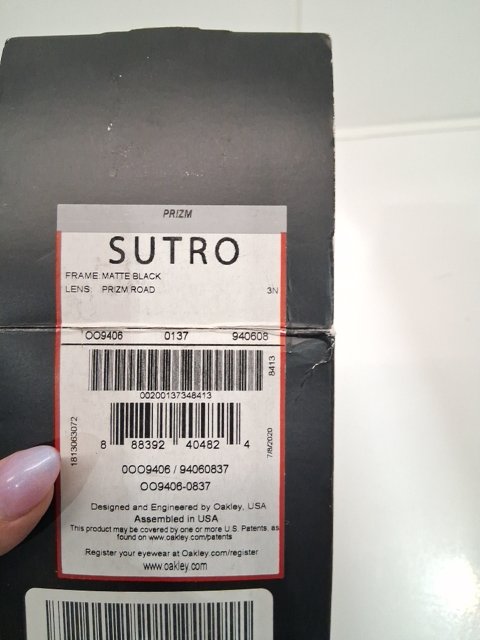 PRIZM
SUTRO
FRAME: MATTE BLACK
LENS: PRIZM ROAD 3N
OO9406 0137 940608
8413
00200137348413
1813063072
8 88392 40482 4
7/8/2020
0OO9406 / 94060837
OO9406-0837
Designed and Engineered by Oakley, USA
Assembled in USA
This product may be covered by one or more U.S. Patents, as
found on www.oakley.com/patents
Register your eyewear at Oakley.com/register
www.oakley.com